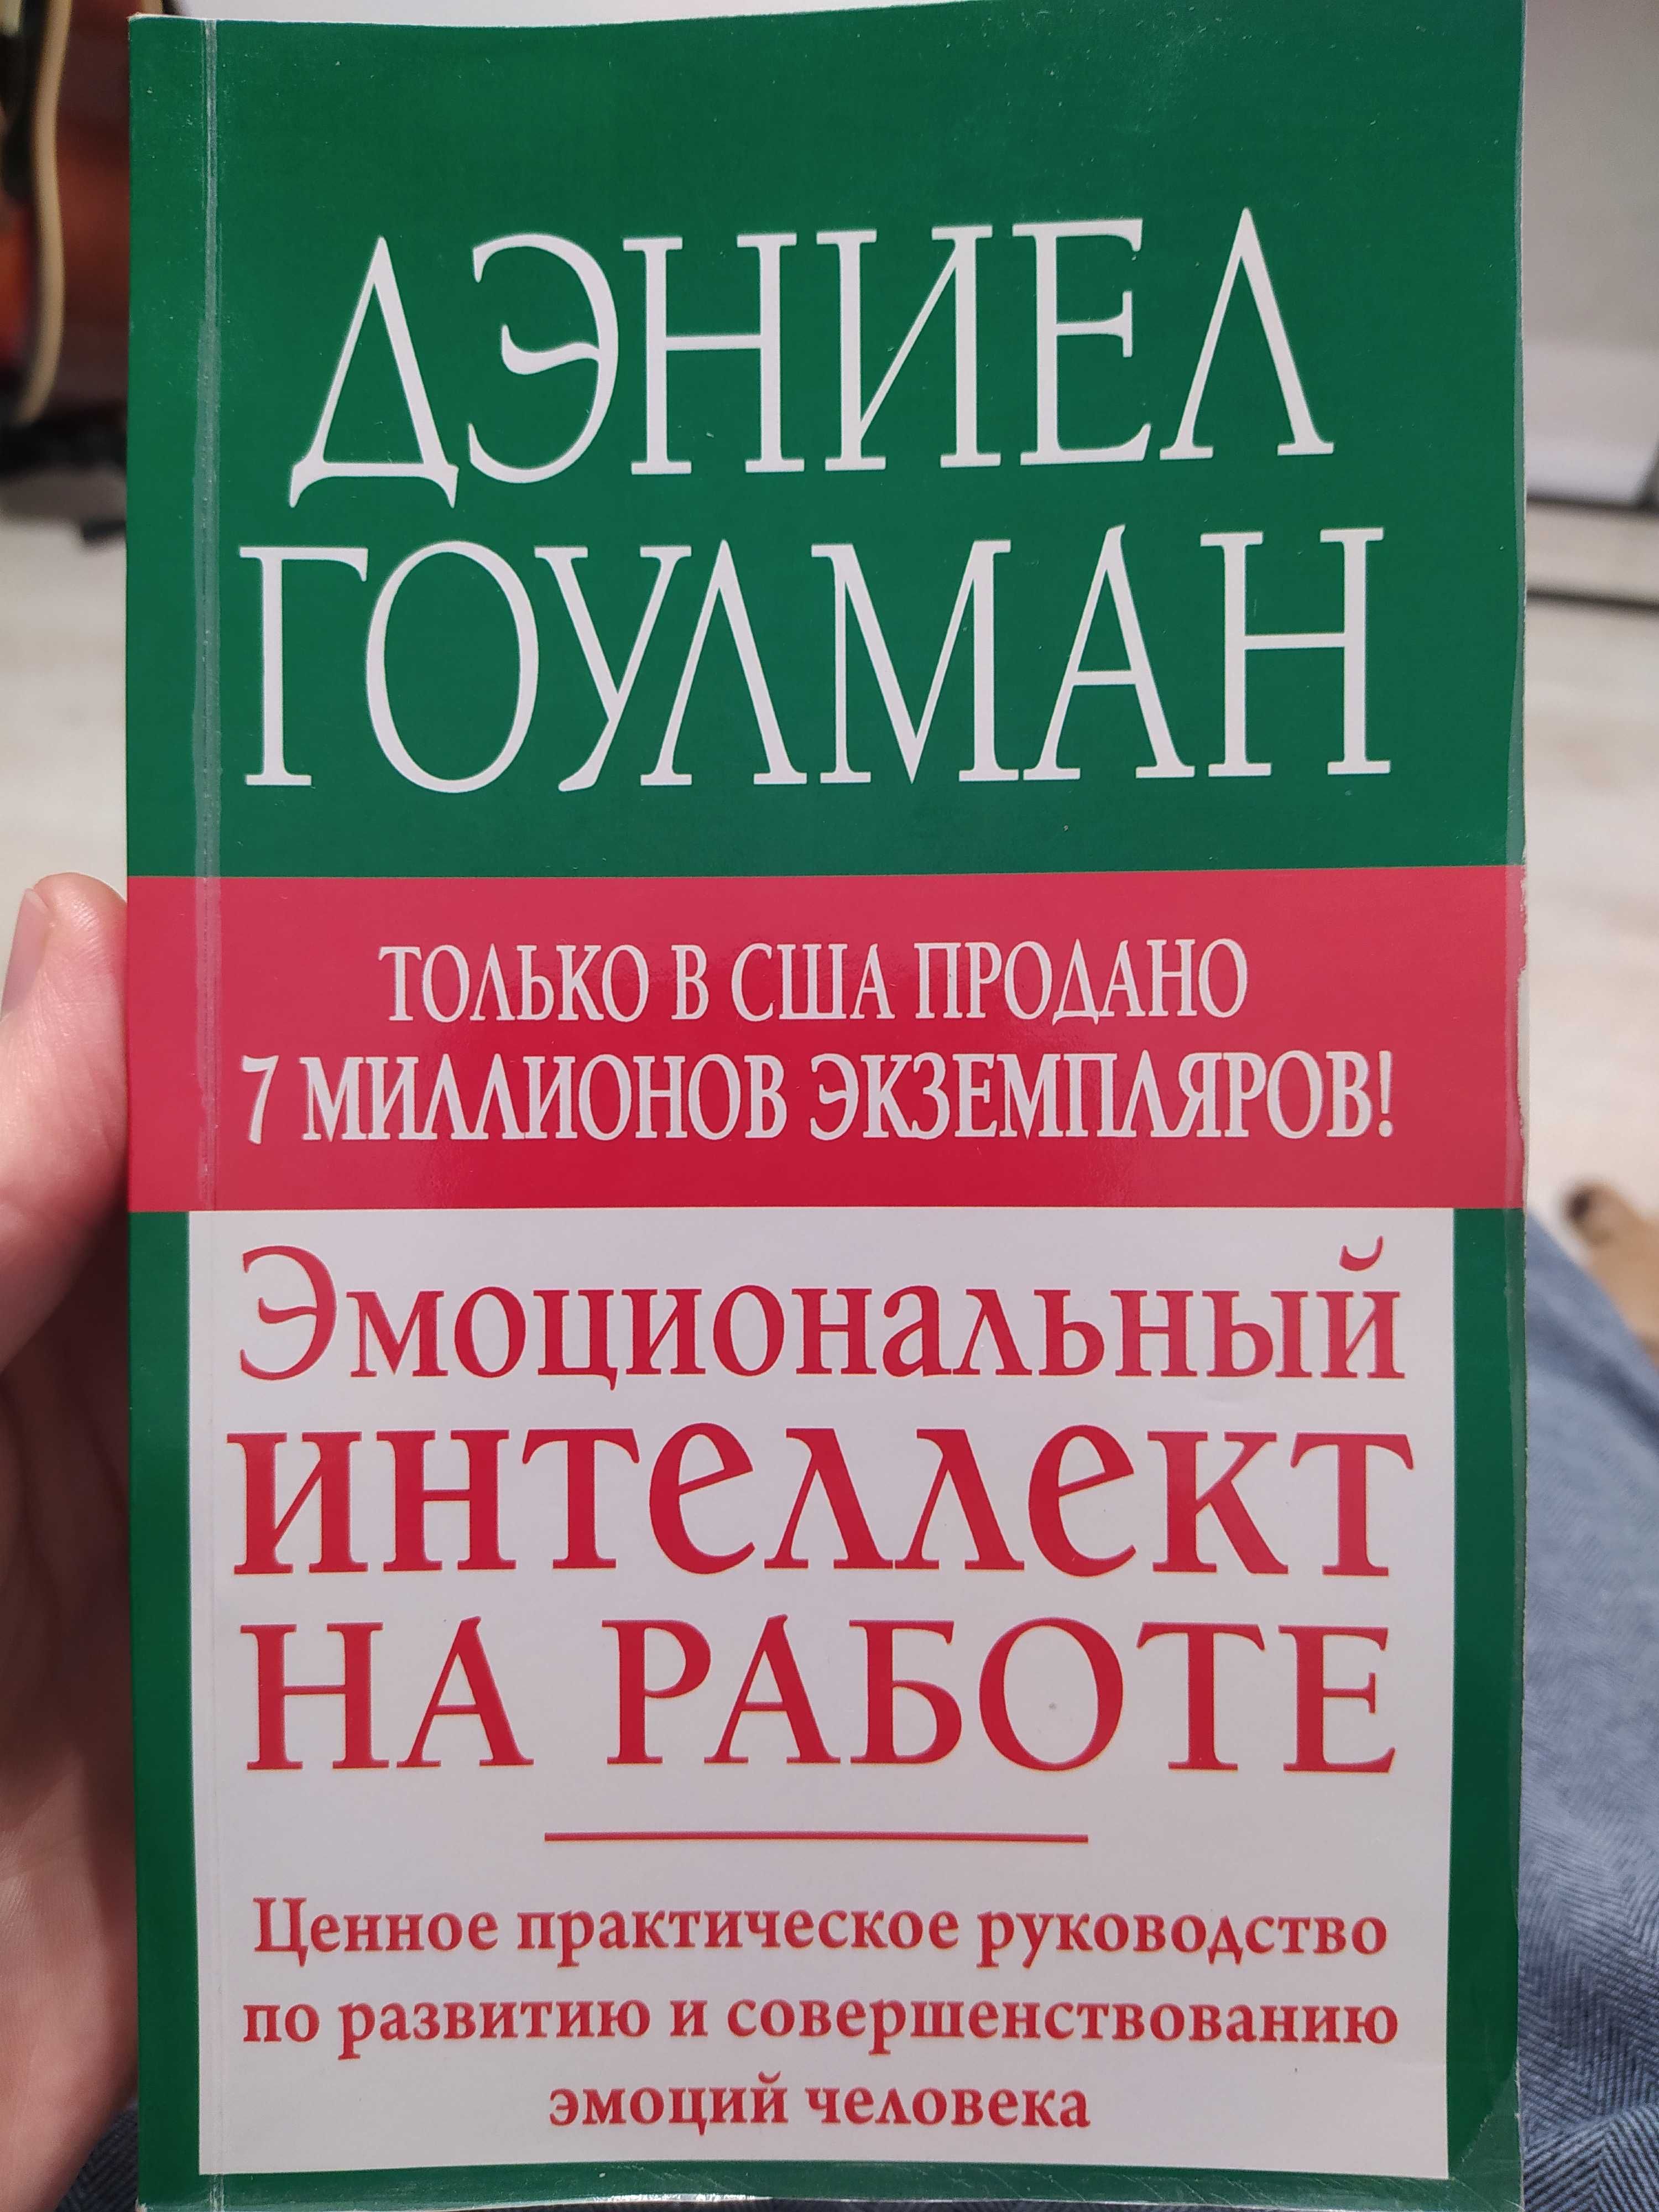 ДЭНИЕЛ
ГОУЛМАН
ТОЛЬКО В США ПРОДАНО
7 МИЛЛИОНОВ ЭКЗЕМПЛЯРОВ!
Эмоциональный
интеллект
НА РАБОТЕ
Ценное практическое руководство
по развитию и совершенствованию
эмоций человека